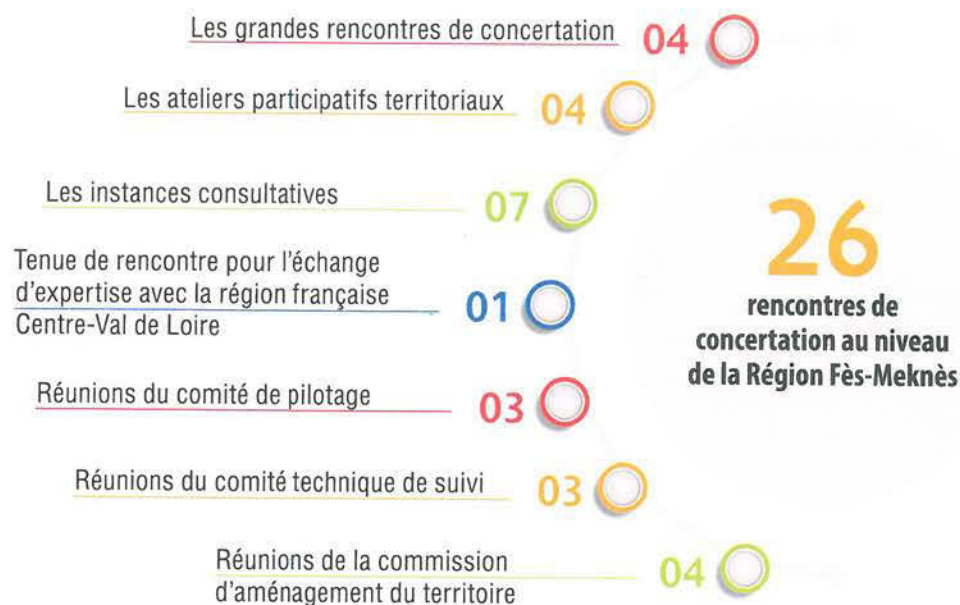 Les grandes rencontres de concertation 04
Les ateliers participatifs territoriaux 04
Les instances consultatives 07
Tenue de rencontre pour l'échange
d'expertise avec la région française
Centre-Val de Loire
01
Réunions du comité de pilotage 03
Réunions du comité technique de suivi 03
Réunions de la commission
d'aménagement du territoire
04
26
rencontres de
concertation au niveau
de la Région Fès-Meknès